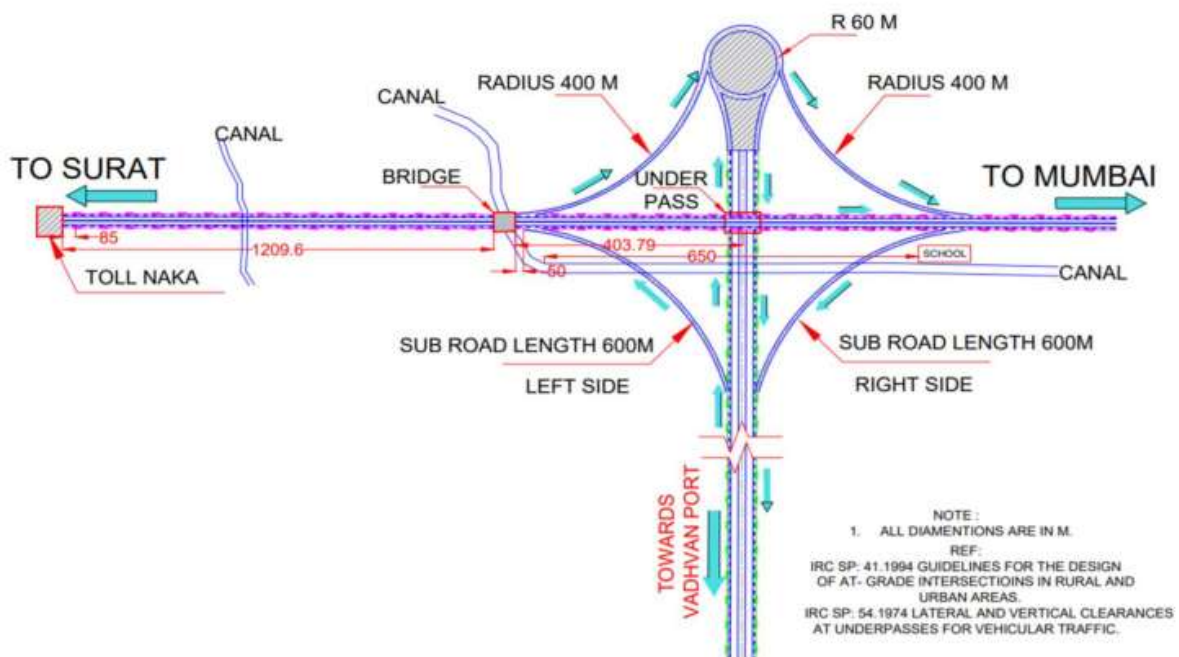 R 60 M
RADIUS 400 M
RADIUS 400 M
CANAL
CANAL
TO SURAT
BRIDGE
UNDER
PASS
TO MUMBAI
85
1209.6
403.79
650
50
SCHOOL
CANAL
TOLL NAKA
SUB ROAD LENGTH 600M
LEFT SIDE
SUB ROAD LENGTH 600M
RIGHT SIDE
TOWARDS
VADHVAN PORT
NOTE :
1. ALL DIAMENTIONS ARE IN M.
REF:
IRC SP: 41.1994 GUIDELINES FOR THE DESIGN
OF AT- GRADE INTERSECTIOINS IN RURAL AND
URBAN AREAS.
IRC SP: 54.1974 LATERAL AND VERTICAL CLEARANCES
AT UNDERPASSES FOR VEHICULAR TRAFFIC.